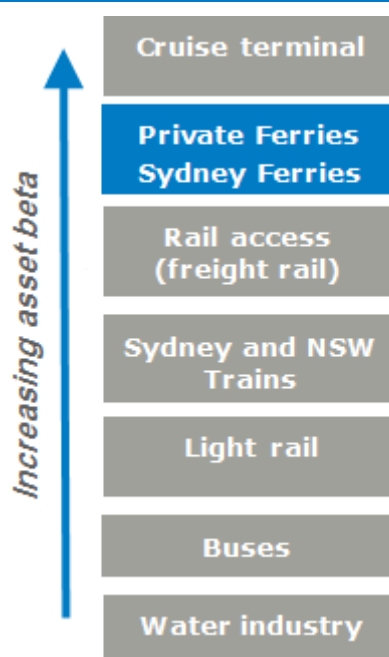 Cruise terminal
Private Ferries
Sydney Ferries
Rail access
(freight rail)
Sydney and NSW
Trains
Light rail
Buses
Water industry
Increasing asset beta